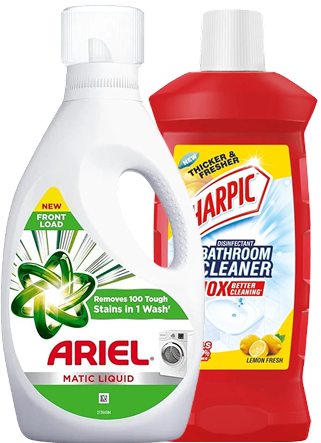 NEW
FRONT
LOAD
Removes 100 Tough
Stains in 1 Wash
ARIEL
MATIC LIQUID
NEW
THICKER &
FRESHER
HARPIC
DISINFECTANT
BATHROOM
CLEANER
BETTER
CLEANING
LEMON FRESH